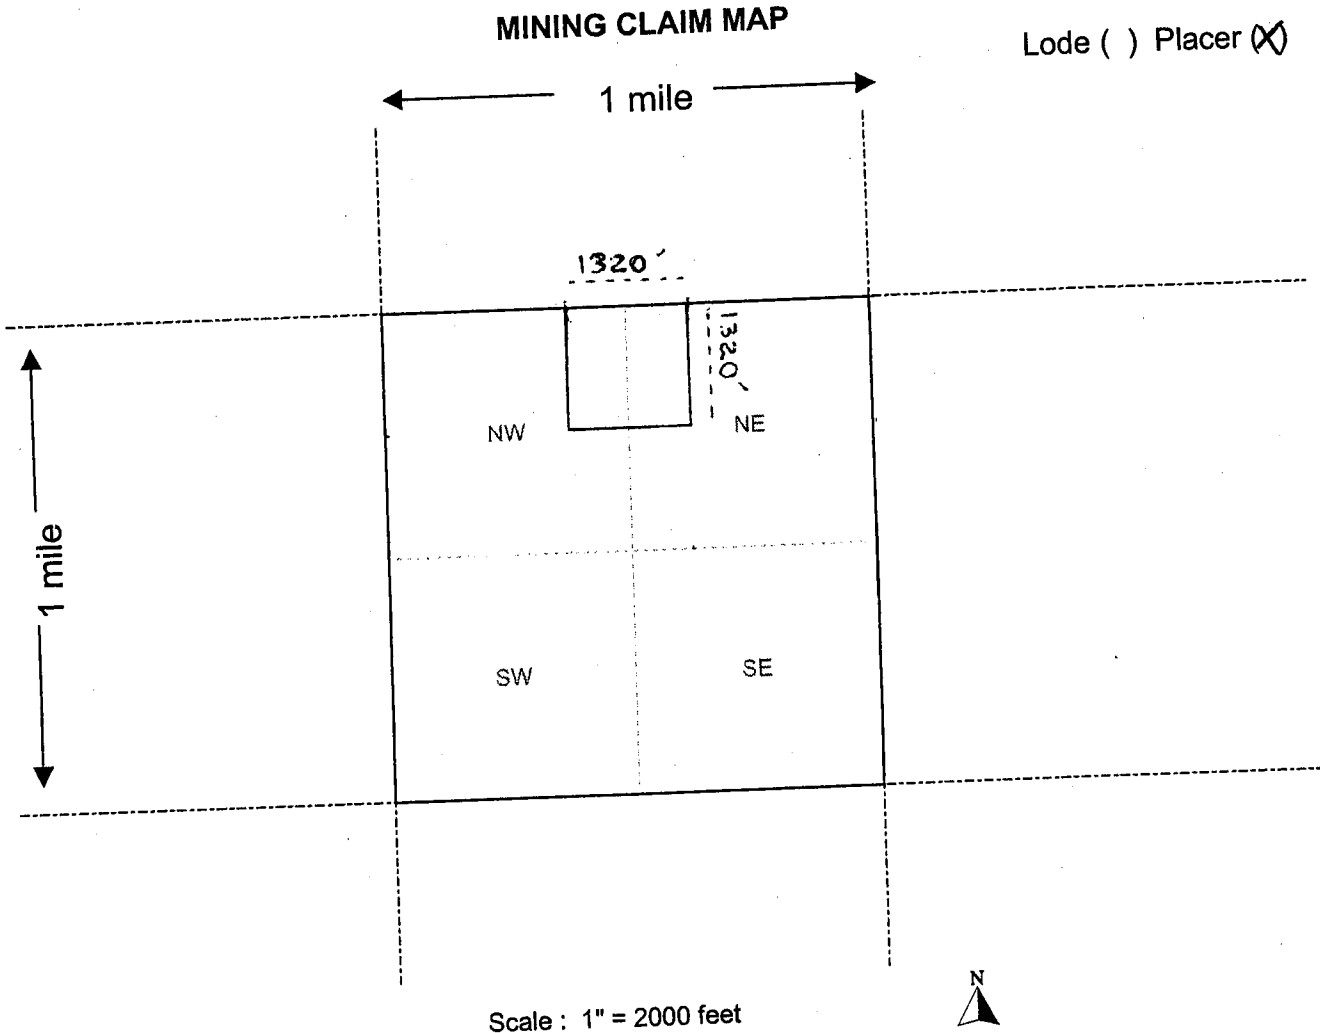 MINING CLAIM MAP
Lode ( ) Placer (X)
1 mile
1320'
1320'
NW
NE
1 mile
SW
SE
N
Scale : 1" = 2000 feet